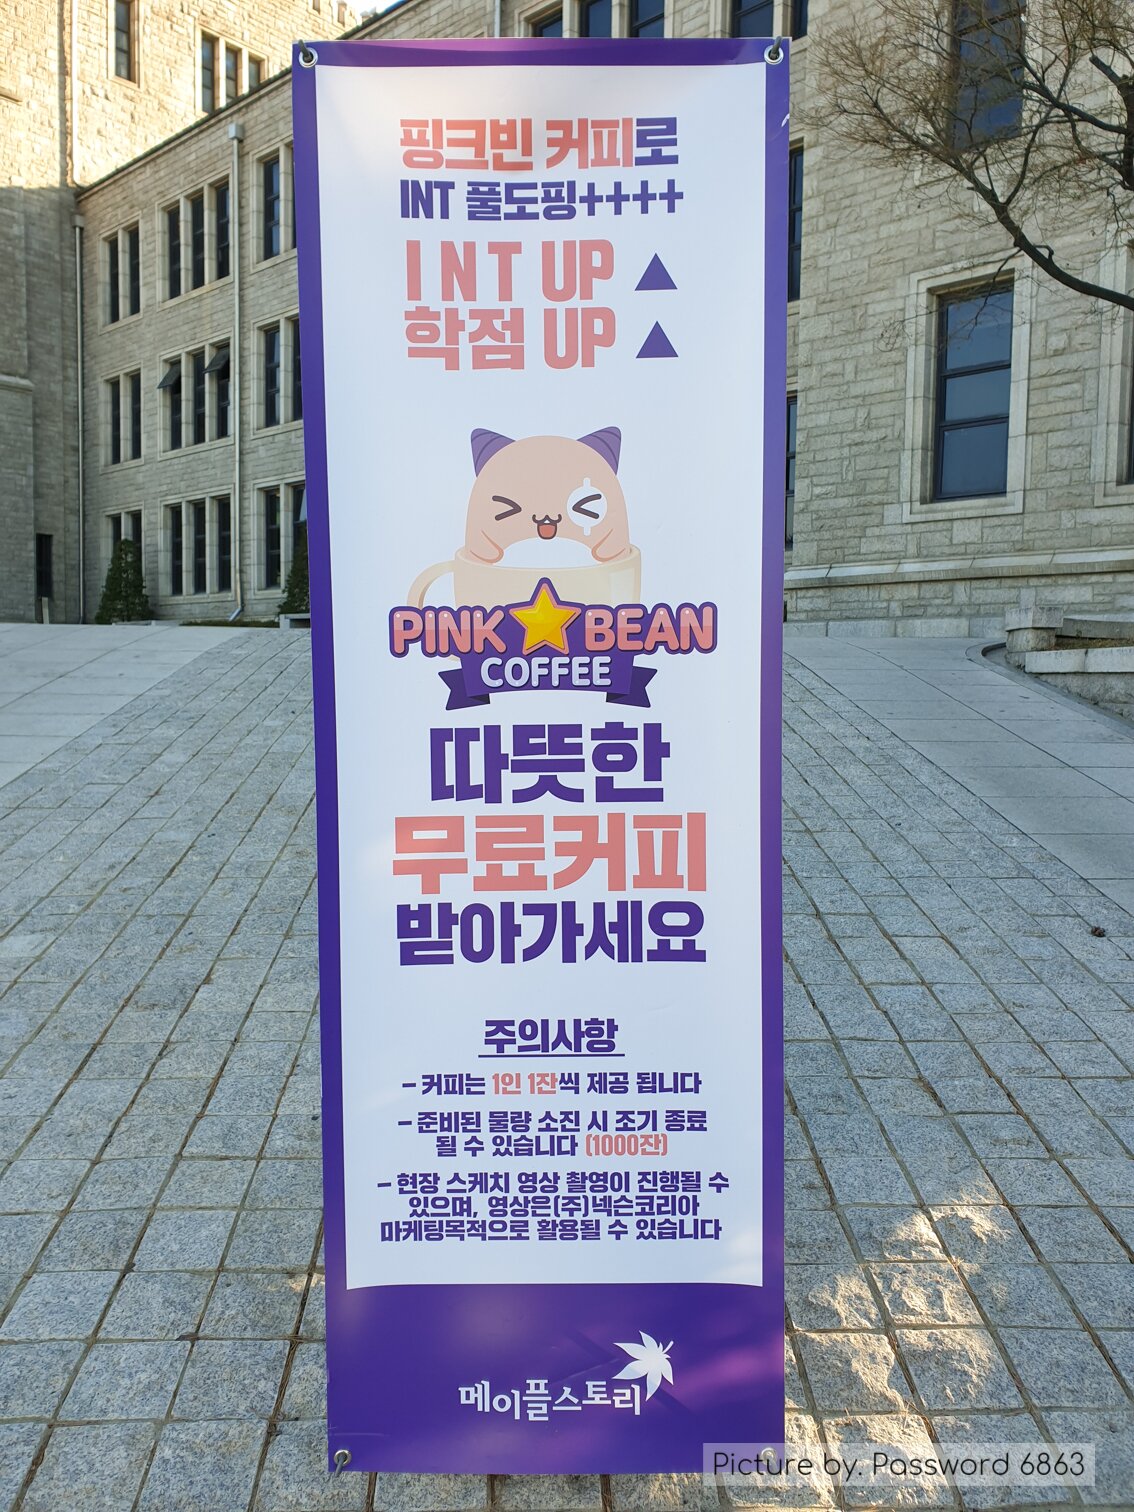 핑크빈 커피로
INT 풀도핑++++
INT UP ▲
학점 UP ▲
PINK BEAN
COFFEE
따뜻한
무료커피
받아가세요
주의사항
- 커피는 1인 1잔씩 제공 됩니다
- 준비된 물량 소진 시 조기 종료
될 수 있습니다 (1000잔)
- 현장 스케치 영상 촬영이 진행될 수
있으며, 영상은(주)넥슨코리아
마케팅목적으로 활용될 수 있습니다
메이플스토리
Picture by. Password 6863